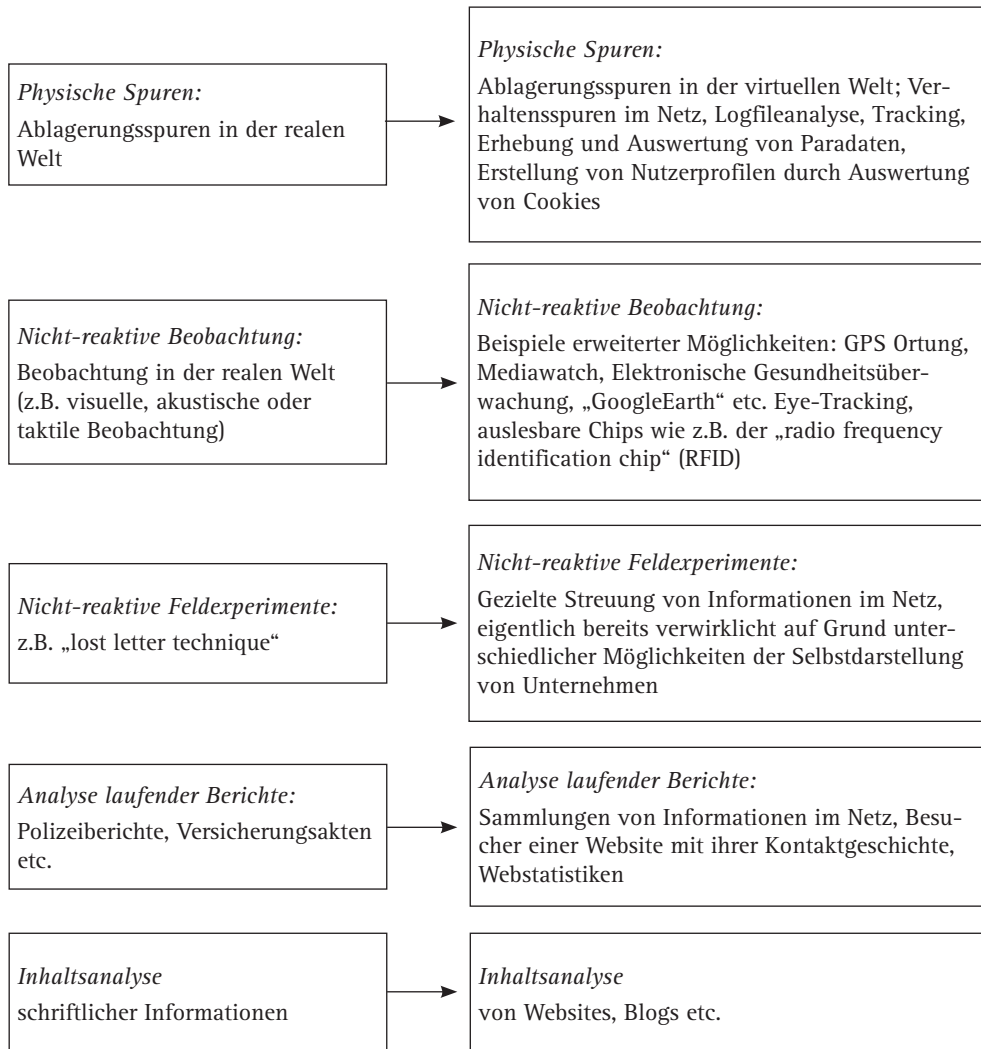 Physische Spuren:
Ablagerungsspuren in der realen
Welt
Physische Spuren:
Ablagerungsspuren in der virtuellen Welt; Ver-
haltensspuren im Netz, Logfileanalyse, Tracking,
Erhebung und Auswertung von Paradaten,
Erstellung von Nutzerprofilen durch Auswertung
von Cookies
Nicht-reaktive Beobachtung:
Beobachtung in der realen Welt
(z.B. visuelle, akustische oder
taktile Beobachtung)
Nicht-reaktive Beobachtung:
Beispiele erweiterter Möglichkeiten: GPS Ortung,
Mediawatch, Elektronische Gesundheitsüber-
wachung, „GoogleEarth“ etc. Eye-Tracking,
auslesbare Chips wie z.B. der „radio frequency
identification chip“ (RFID)
Nicht-reaktive Feldexperimente:
z.B. „lost letter technique“
Nicht-reaktive Feldexperimente:
Gezielte Streuung von Informationen im Netz,
eigentlich bereits verwirklicht auf Grund unter-
schiedlicher Möglichkeiten der Selbstdarstellung
von Unternehmen
Analyse laufender Berichte:
Polizeiberichte, Versicherungsakten
etc.
Analyse laufender Berichte:
Sammlungen von Informationen im Netz, Besu-
cher einer Website mit ihrer Kontaktgeschichte,
Webstatistiken
Inhaltsanalyse
schriftlicher Informationen
Inhaltsanalyse
von Websites, Blogs etc.